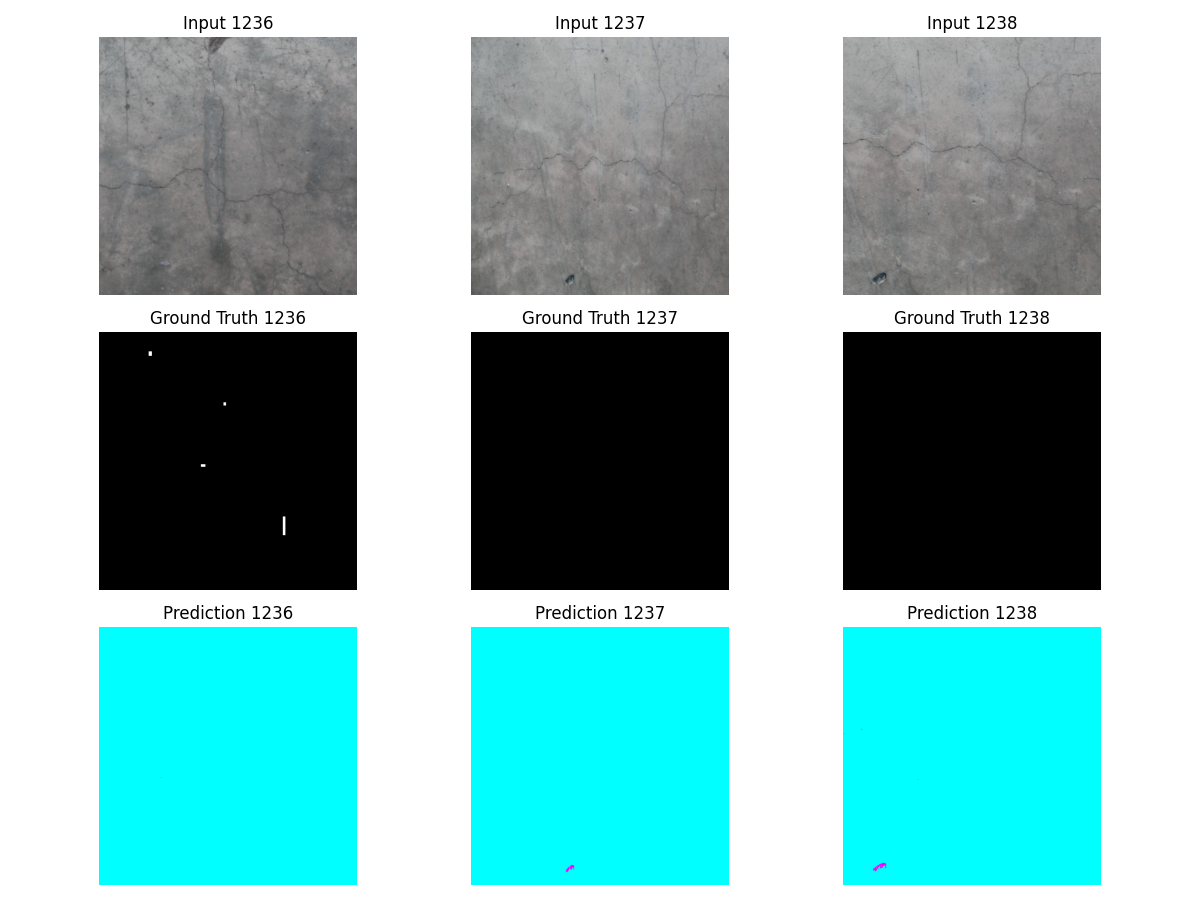 Input 1236
Input 1237
Input 1238
Ground Truth 1236
Ground Truth 1237
Ground Truth 1238
Prediction 1236
Prediction 1237
Prediction 1238